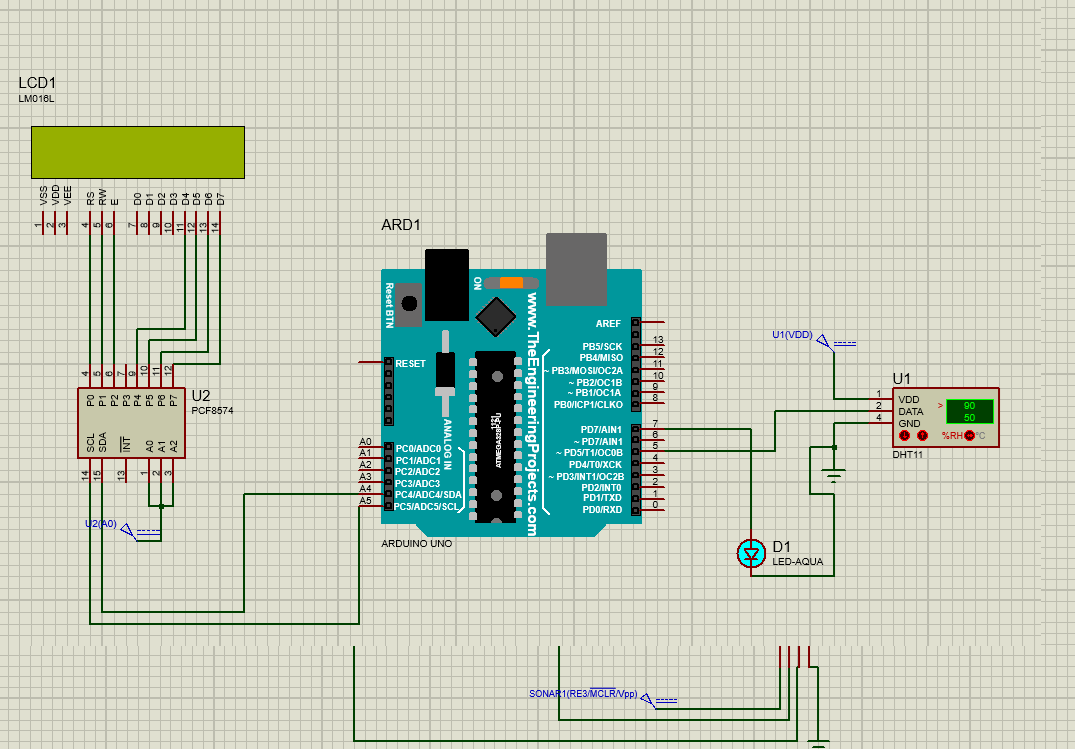 LCD1
LM016L
VSS
VDD
VEE
RS
RW
E
D0
D1
D2
D3
D4
D5
D6
D7
1
2
3
4
5
6
7
8
9
10
11
12
13
14
4
5
6
7
9
10
11
12
P0
P1
P2
P3
P4
P5
P6
P7
U2
PCF8574
SCL
SDA
INT
A0
A1
A2
14
15
13
1
2
3
U2(A0)
ARD1
Reset BTN
ON
www.TheEngineeringProjects.com
RESET
ANALOG IN
1121
ATMEGA328P-PU
A0
A1
A2
A3
A4
A5
PC0/ADC0
PC1/ADC1
PC2/ADC2
PC3/ADC3
PC4/ADC4/SDA
PC5/ADC5/SCL
AREF
PB5/SCK
PB4/MISO
~ PB3/MOSI/OC2A
~ PB2/OC1B
~ PB1/OC1A
PB0/ICP1/CLKO
13
12
11
10
9
8
PD7/AIN1
~ PD7/AIN1
~ PD5/T1/OC0B
PD4/T0/XCK
~ PD3/INT1/OC2B
PD2/INT0
PD1/TXD
PD0/RXD
7
6
5
4
3
2
1
0
ARDUINO UNO
U1(VDD)
U1
1
2
4
VDD
DATA
GND
>
90
50
%RH
°C
DHT11
D1
LED-AQUA
SONAR1(RE3/MCLR/Vpp)